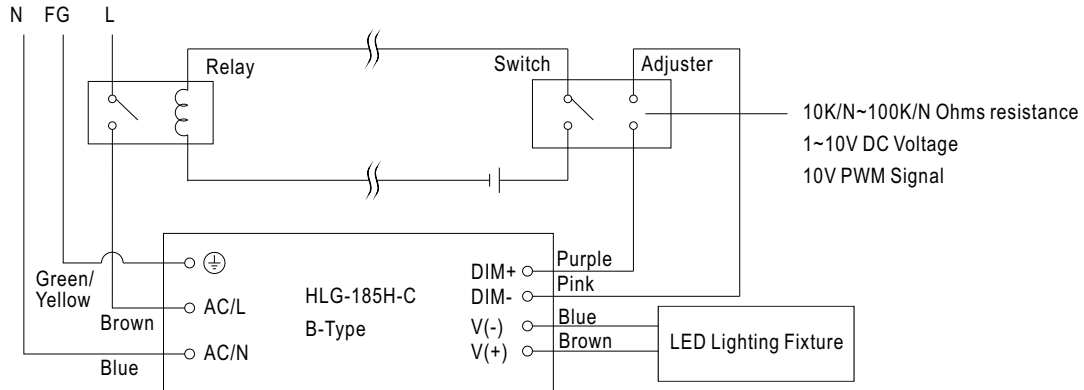 N FG L
Relay
Switch
Adjuster
10K/N~100K/N Ohms resistance
1~10V DC Voltage
10V PWM Signal
Green/
Yellow
Brown
Blue
AC/L
AC/N
HLG-185H-C
B-Type
DIM+
DIM-
V(-)
V(+)
Purple
Pink
Blue
Brown
LED Lighting Fixture